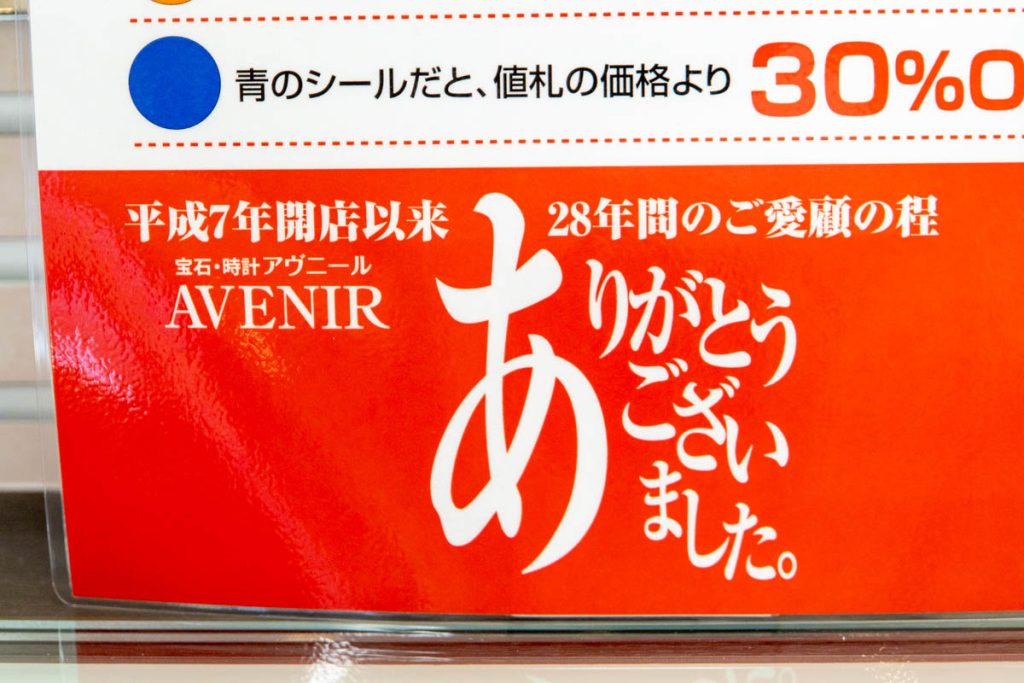 青のシールだと、値札の価格より 30%O
平成7年開店以来
28年間のご愛顧の程
宝石・時計アヴニール
AVENIR
ありがとう
ござい
ました。